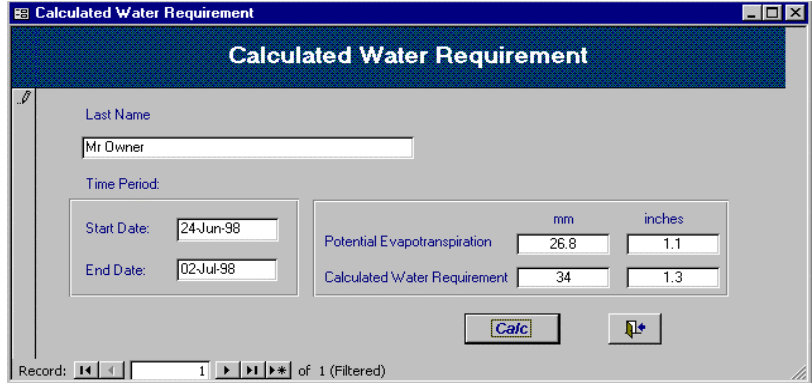 Calculated Water Requirement
Calculated Water Requirement
Last Name
Mr Owner
Time Period:
Start Date: 24-Jun-98
End Date: 02-Jul-98
mm inches
Potential Evapotranspiration 26.8 1.1
Calculated Water Requirement 34 1.3
Calc
Record: 1 of 1 (Filtered)